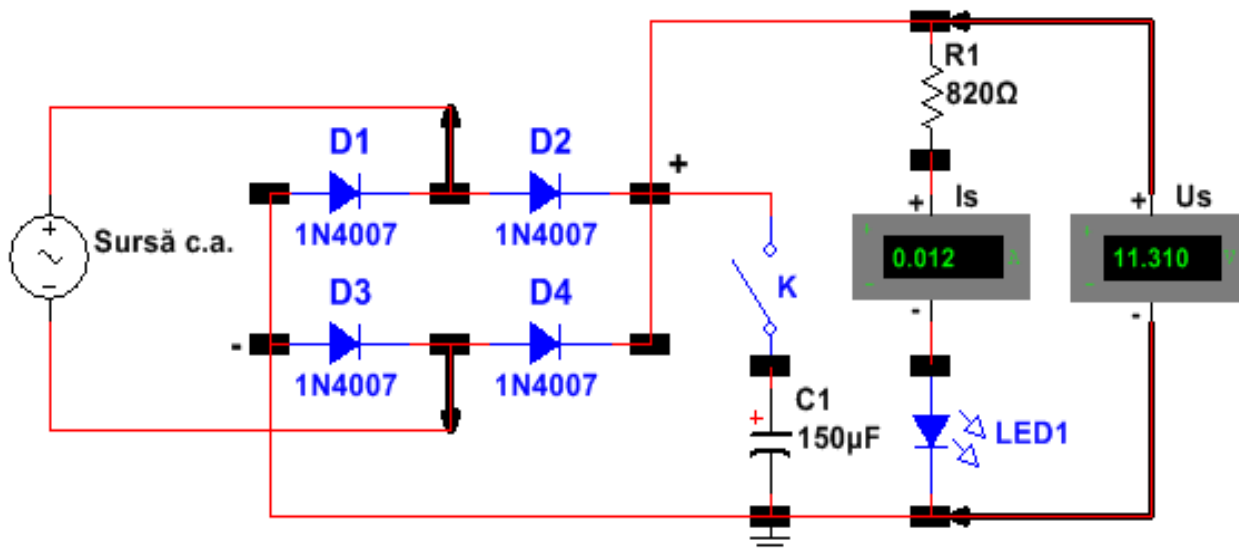 R1
820Ω
D1
D2
+
1N4007
1N4007
+
Sursă c.a.
-
D3
D4
-
1N4007
1N4007
K
+
C1
150µF
+
Is
+
-
0.012 A
-
+
Us
+
-
11.310 V
-
LED1